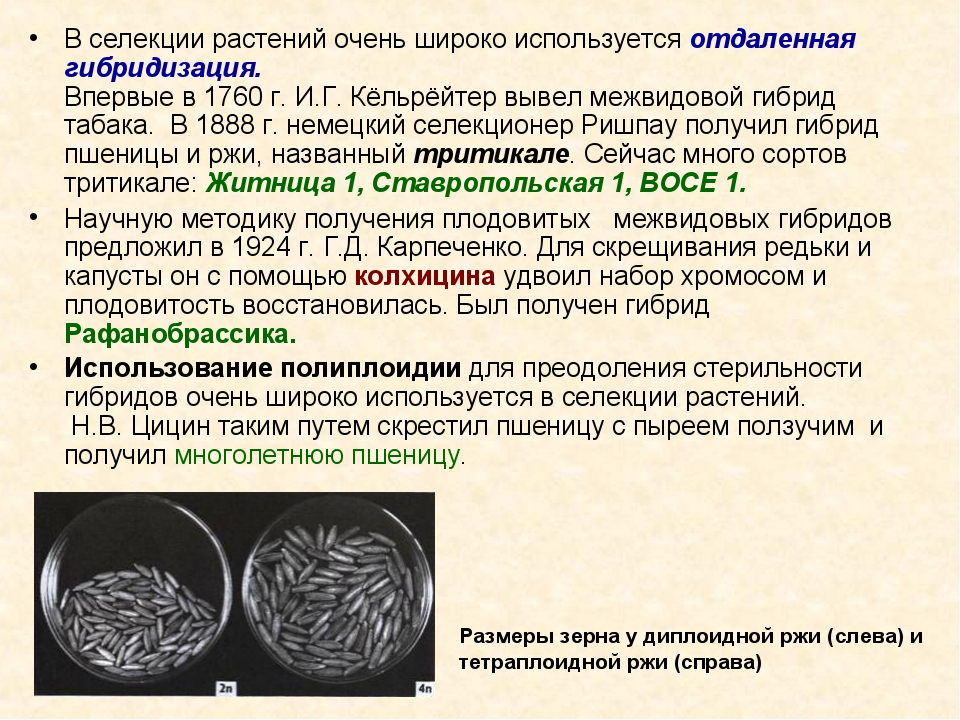 • В селекции растений очень широко используется отдаленная
гибридизация.
Впервые в 1760 г. И.Г. Кёльрёйтер вывел межвидовой гибрид
табака. В 1888 г. немецкий селекционер Ришпау получил гибрид
пшеницы и ржи, названный тритикале. Сейчас много сортов
тритикале: Житница 1, Ставропольская 1, ВОСЕ 1.
• Научную методику получения плодовитых межвидовых гибридов
предложил в 1924 г. Г.Д. Карпеченко. Для скрещивания редьки и
капусты он с помощью колхицина удвоил набор хромосом и
плодовитость восстановилась. Был получен гибрид
Рафанобрассика.
• Использование полиплоидии для преодоления стерильности
гибридов очень широко используется в селекции растений.
Н.В. Цицин таким путем скрестил пшеницу с пыреем ползучим и
получил многолетнюю пшеницу.
2n
4n
Размеры зерна у диплоидной ржи (слева) и
тетраплоидной ржи (справа)